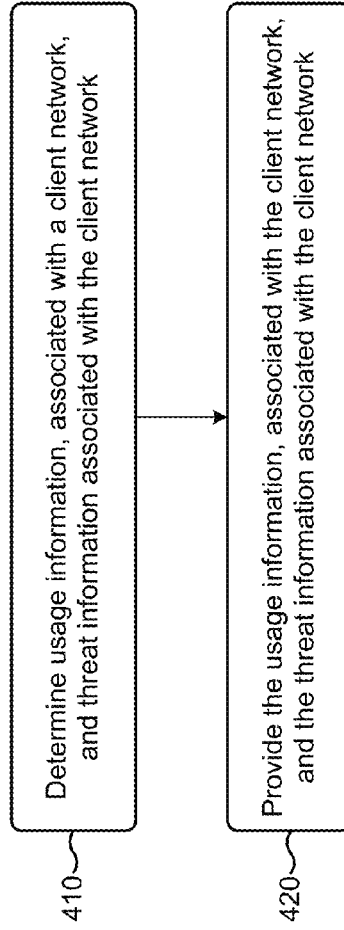 410
Determine usage information, associated with a client network,
and threat information associated with the client network
420
Provide the usage information, associated with the client network,
and the threat information associated with the client network